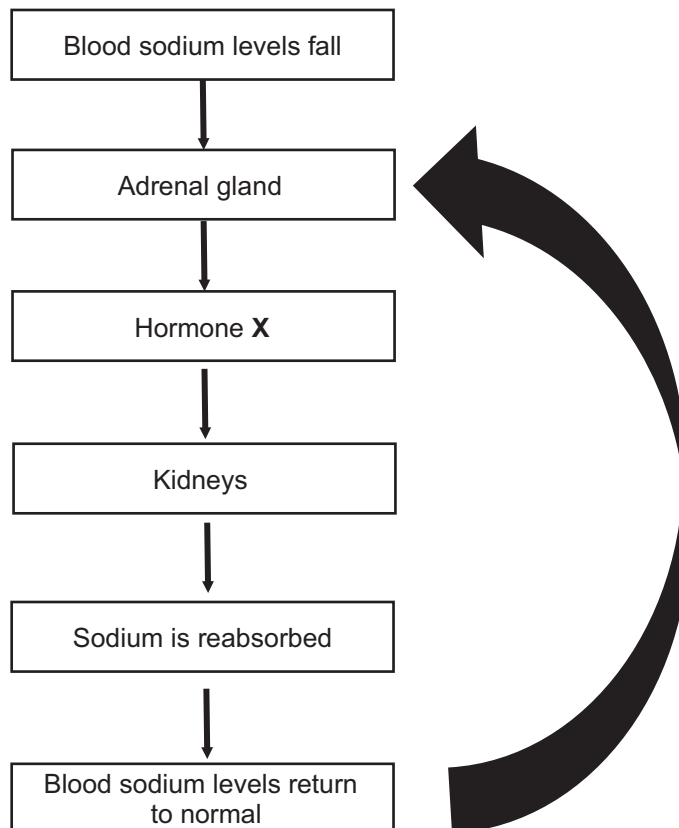 Blood sodium levels fall
Adrenal gland
Hormone X
Kidneys
Sodium is reabsorbed
Blood sodium levels return
to normal